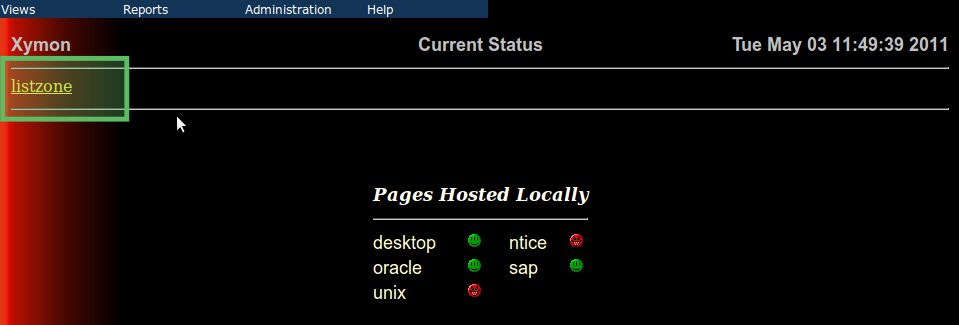 Views Reports Administration Help
Xymon Current Status Tue May 03 11:49:39 2011
listzone
Pages Hosted Locally
desktop ntice
oracle sap
unix